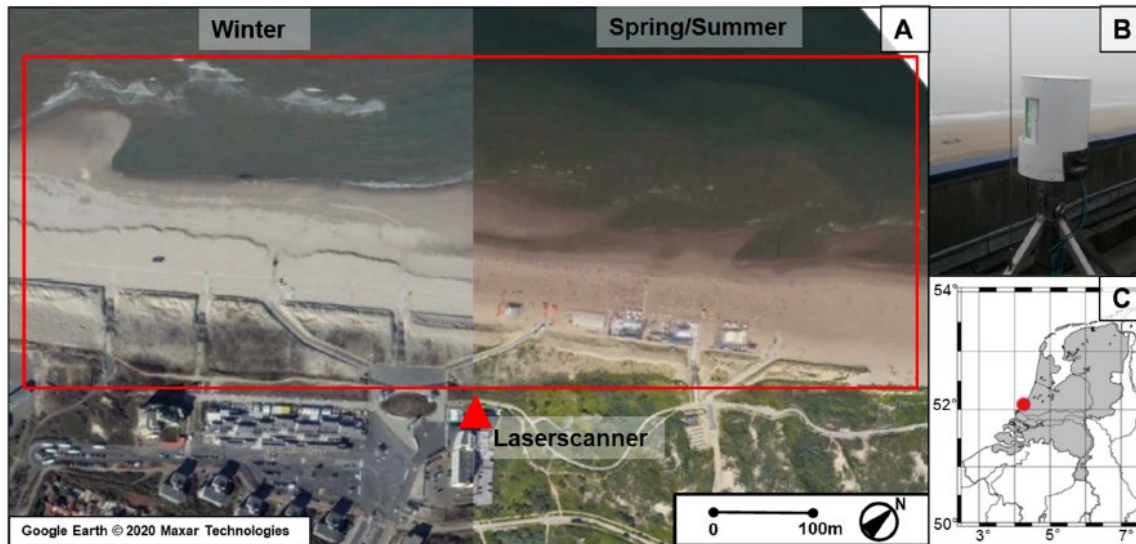 Winter
Spring/Summer
A
B
Laserscanner
Google Earth © 2020 Maxar Technologies
0
100m
N
C
54°
52°
50°
3°
5°
7°